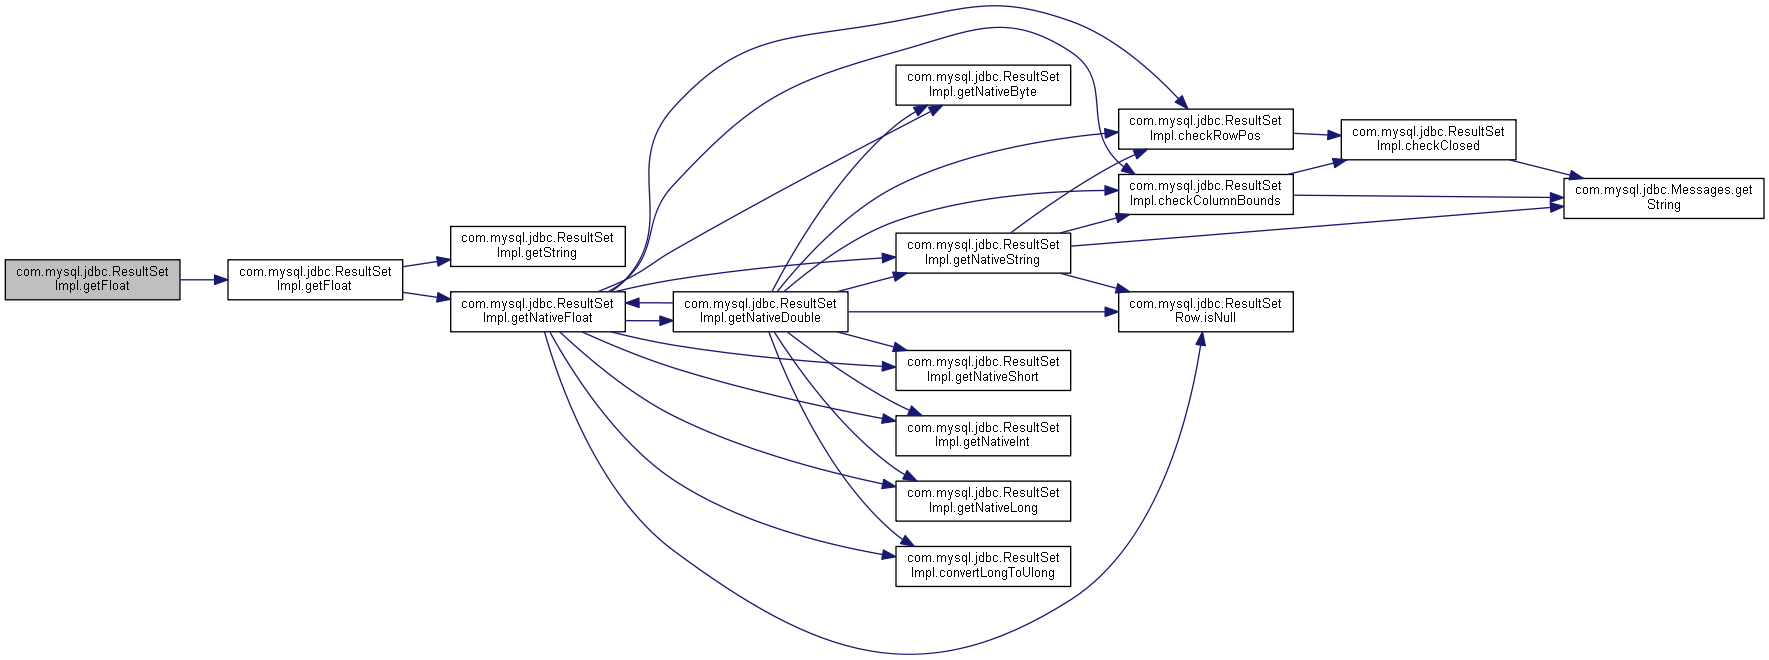 com.mysql.jdbc.ResultSet
Impl.getFloat
com.mysql.jdbc.ResultSet
Impl.getFloat
com.mysql.jdbc.ResultSet
Impl.getString
com.mysql.jdbc.ResultSet
Impl.getNativeFloat
com.mysql.jdbc.ResultSet
Impl.getNativeDouble
com.mysql.jdbc.ResultSet
Impl.getNativeByte
com.mysql.jdbc.ResultSet
Impl.getNativeString
com.mysql.jdbc.ResultSet
Impl.getNativeShort
com.mysql.jdbc.ResultSet
Impl.getNativeInt
com.mysql.jdbc.ResultSet
Impl.getNativeLong
com.mysql.jdbc.ResultSet
Impl.convertLongToUlong
com.mysql.jdbc.ResultSet
Impl.checkRowPos
com.mysql.jdbc.ResultSet
Impl.checkColumnBounds
com.mysql.jdbc.ResultSet
Row.isNull
com.mysql.jdbc.ResultSet
Impl.checkClosed
com.mysql.jdbc.Messages.get
String